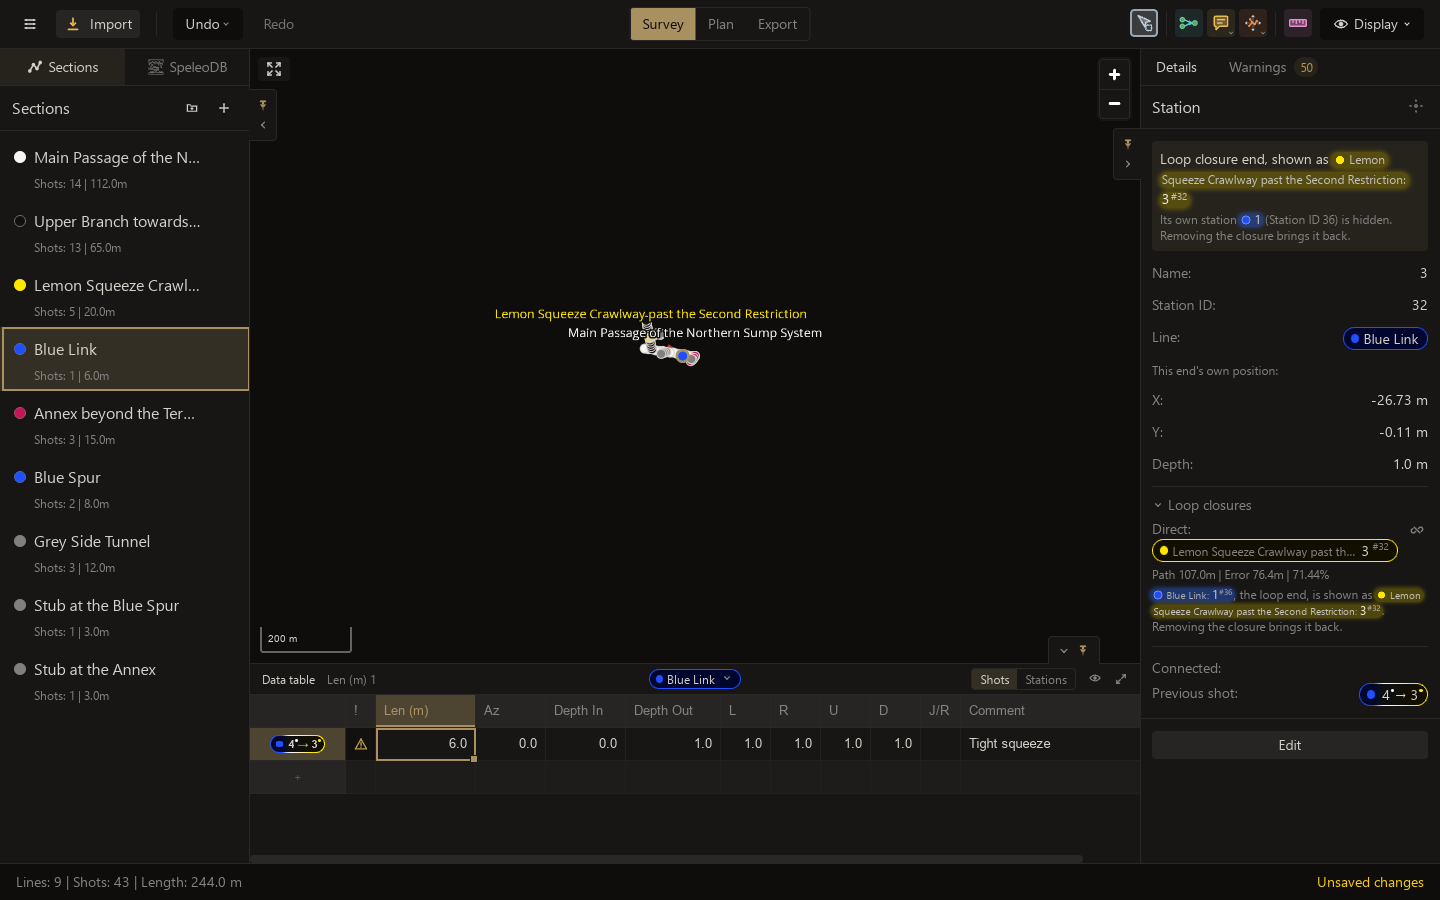 Import
Undo
Redo
Survey
Plan
Export
Display
Sections
SpeleoDB
Sections
Main Passage of the N...
Shots: 14 | 112.0m
Upper Branch towards...
Shots: 13 | 65.0m
Lemon Squeeze Crawl...
Shots: 5 | 20.0m
Blue Link
Shots: 1 | 6.0m
Annex beyond the Ter...
Shots: 3 | 15.0m
Blue Spur
Shots: 2 | 8.0m
Grey Side Tunnel
Shots: 3 | 12.0m
Stub at the Blue Spur
Shots: 1 | 3.0m
Stub at the Annex
Shots: 1 | 3.0m
Lemon Squeeze Crawlway past the Second Restriction
Main Passage of the Northern Sump System
200 m
Data table
Len (m) 1
Blue Link
Shots
Stations
! Len (m) Az Depth In Depth Out L R U D J/R Comment
4 → 3 6.0 0.0 0.0 1.0 1.0 1.0 1.0 1.0 Tight squeeze
+
Details
Warnings 50
Station
Loop closure end, shown as Lemon
Squeeze Crawlway past the Second Restriction:
3 #32
Its own station 1 (Station ID 36) is hidden.
Removing the closure brings it back.
Name: 3
Station ID: 32
Line: Blue Link
This end's own position:
X: -26.73 m
Y: -0.11 m
Depth: 1.0 m
Loop closures
Direct:
Lemon Squeeze Crawlway past th... 3 #32
Path 107.0m | Error 76.4m | 71.44%
Blue Link: 1 #36, the loop end, is shown as Lemon
Squeeze Crawlway past the Second Restriction: 3 #32.
Removing the closure brings it back.
Connected:
Previous shot: 4 → 3
Edit
Lines: 9 | Shots: 43 | Length: 244.0 m
Unsaved changes